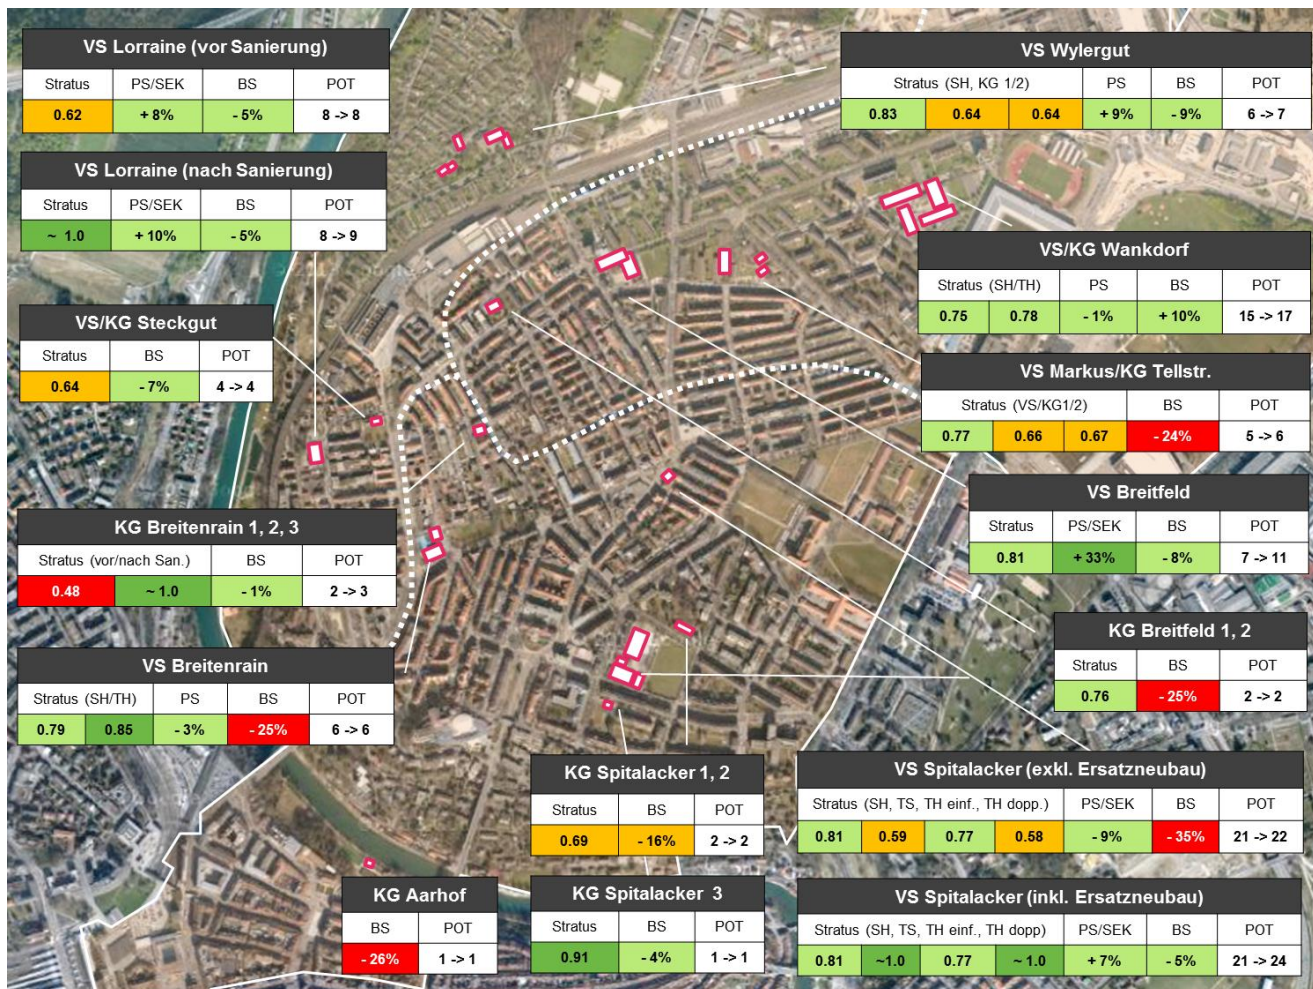 VS Lorraine (vor Sanierung)
Stratus PS/SEK BS POT
0.62 + 8% - 5% 8 -> 8
VS Lorraine (nach Sanierung)
Stratus PS/SEK BS POT
~ 1.0 + 10% - 5% 8 -> 9
VS/KG Steckgut
Stratus BS POT
0.64 - 7% 4 -> 4
KG Breitenrain 1, 2, 3
Stratus (vor/nach San.) BS POT
0.48 ~ 1.0 - 1% 2 -> 3
VS Breitenrain
Stratus (SH/TH) PS BS POT
0.79 0.85 - 3% - 25% 6 -> 6
KG Aarhof
BS POT
- 26% 1 -> 1
KG Spitalacker 1, 2
Stratus BS POT
0.69 - 16% 2 -> 2
KG Spitalacker 3
Stratus BS POT
0.91 - 4% 1 -> 1
VS Wylergut
Stratus (SH, KG 1/2) PS BS POT
0.83 0.64 0.64 + 9% - 9% 6 -> 7
VS/KG Wankdorf
Stratus (SH/TH) PS BS POT
0.75 0.78 - 1% + 10% 15 -> 17
VS Markus/KG Tellstr.
Stratus (VS/KG1/2) BS POT
0.77 0.66 0.67 - 24% 5 -> 6
VS Breitfeld
Stratus PS/SEK BS POT
0.81 + 33% - 8% 7 -> 11
KG Breitfeld 1, 2
Stratus BS POT
0.76 - 25% 2 -> 2
VS Spitalacker (exkl. Ersatzneubau)
Stratus (SH, TS, TH einf., TH dopp.) PS/SEK BS POT
0.81 0.59 0.77 0.58 - 9% - 35% 21 -> 22
VS Spitalacker (inkl. Ersatzneubau)
Stratus (SH, TS, TH einf., TH dopp) PS/SEK BS POT
0.81 ~1.0 0.77 ~ 1.0 + 7% - 5% 21 -> 24